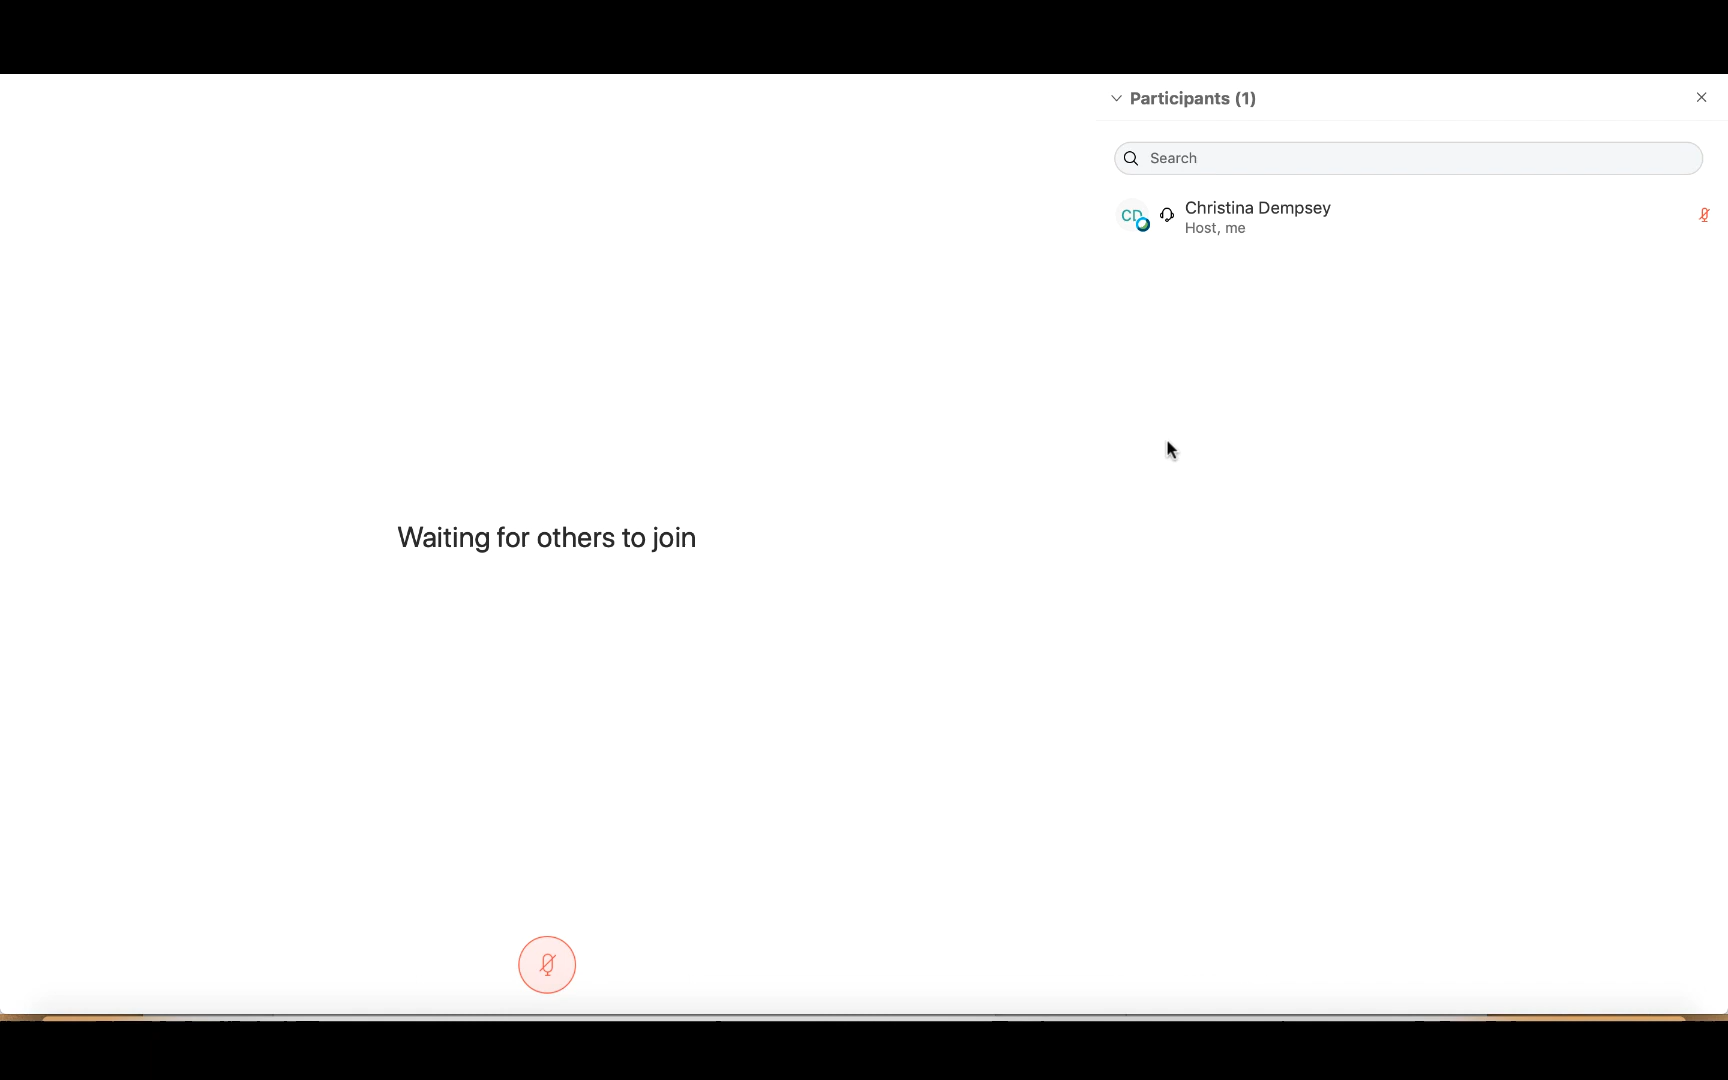 Participants (1)
Search
CD
Christina Dempsey
Host, me
Waiting for others to join